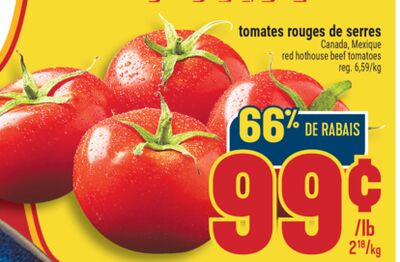 tomates rouges de serres
Canada, Mexique
red hothouse beef tomatoes
reg. 6,59/kg
66% DE RABAIS
99¢
/lb
2¹⁸/kg